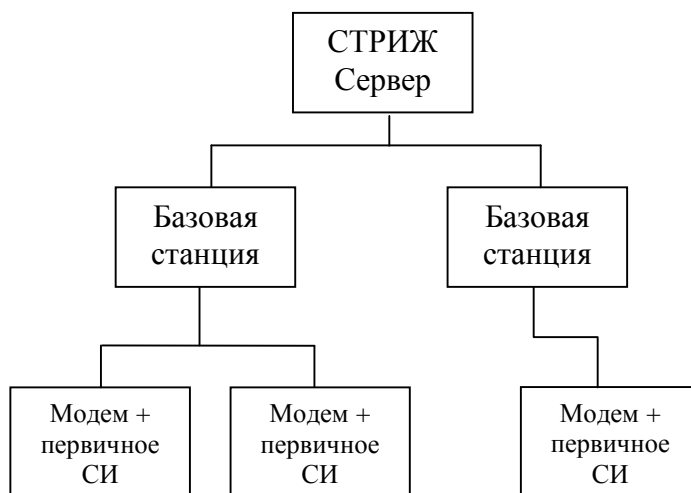 СТРИЖ
Сервер
Базовая
станция
Базовая
станция
Модем +
первичное
СИ
Модем +
первичное
СИ
Модем +
первичное
СИ